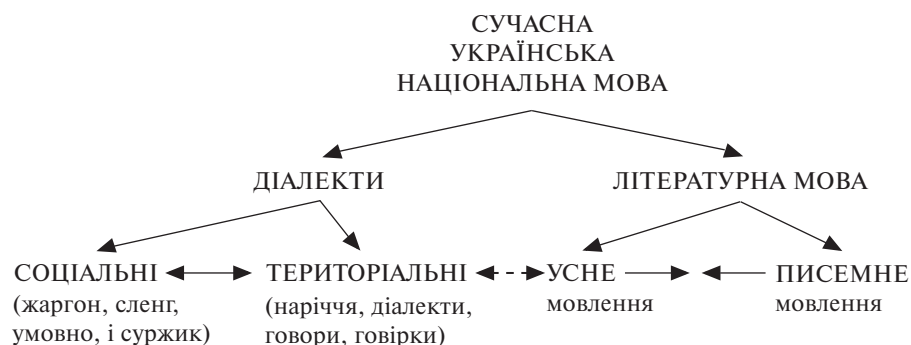 СУЧАСНА
УКРАЇНСЬКА
НАЦІОНАЛЬНА МОВА
ДІАЛЕКТИ
ЛІТЕРАТУРНА МОВА
СОЦІАЛЬНІ
(жаргон, сленг,
умовно, і суржик)
ТЕРИТОРІАЛЬНІ
(наріччя, діалекти,
говори, говірки)
УСНЕ
мовлення
ПИСЕМНЕ
мовлення